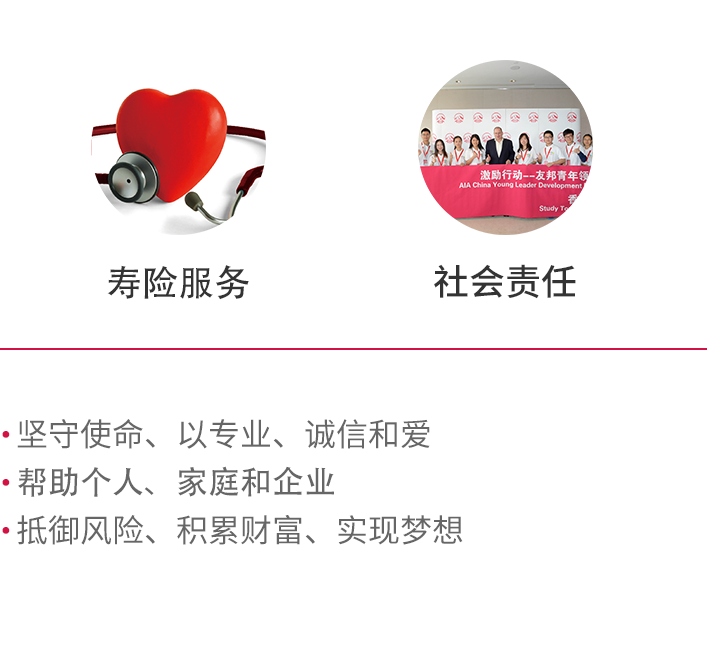 激励行动--友邦青年领
AIA China Young Leader Development
香
Study To
寿险服务
社会责任
坚守使命、以专业、诚信和爱
帮助个人、家庭和企业
抵御风险、积累财富、实现梦想